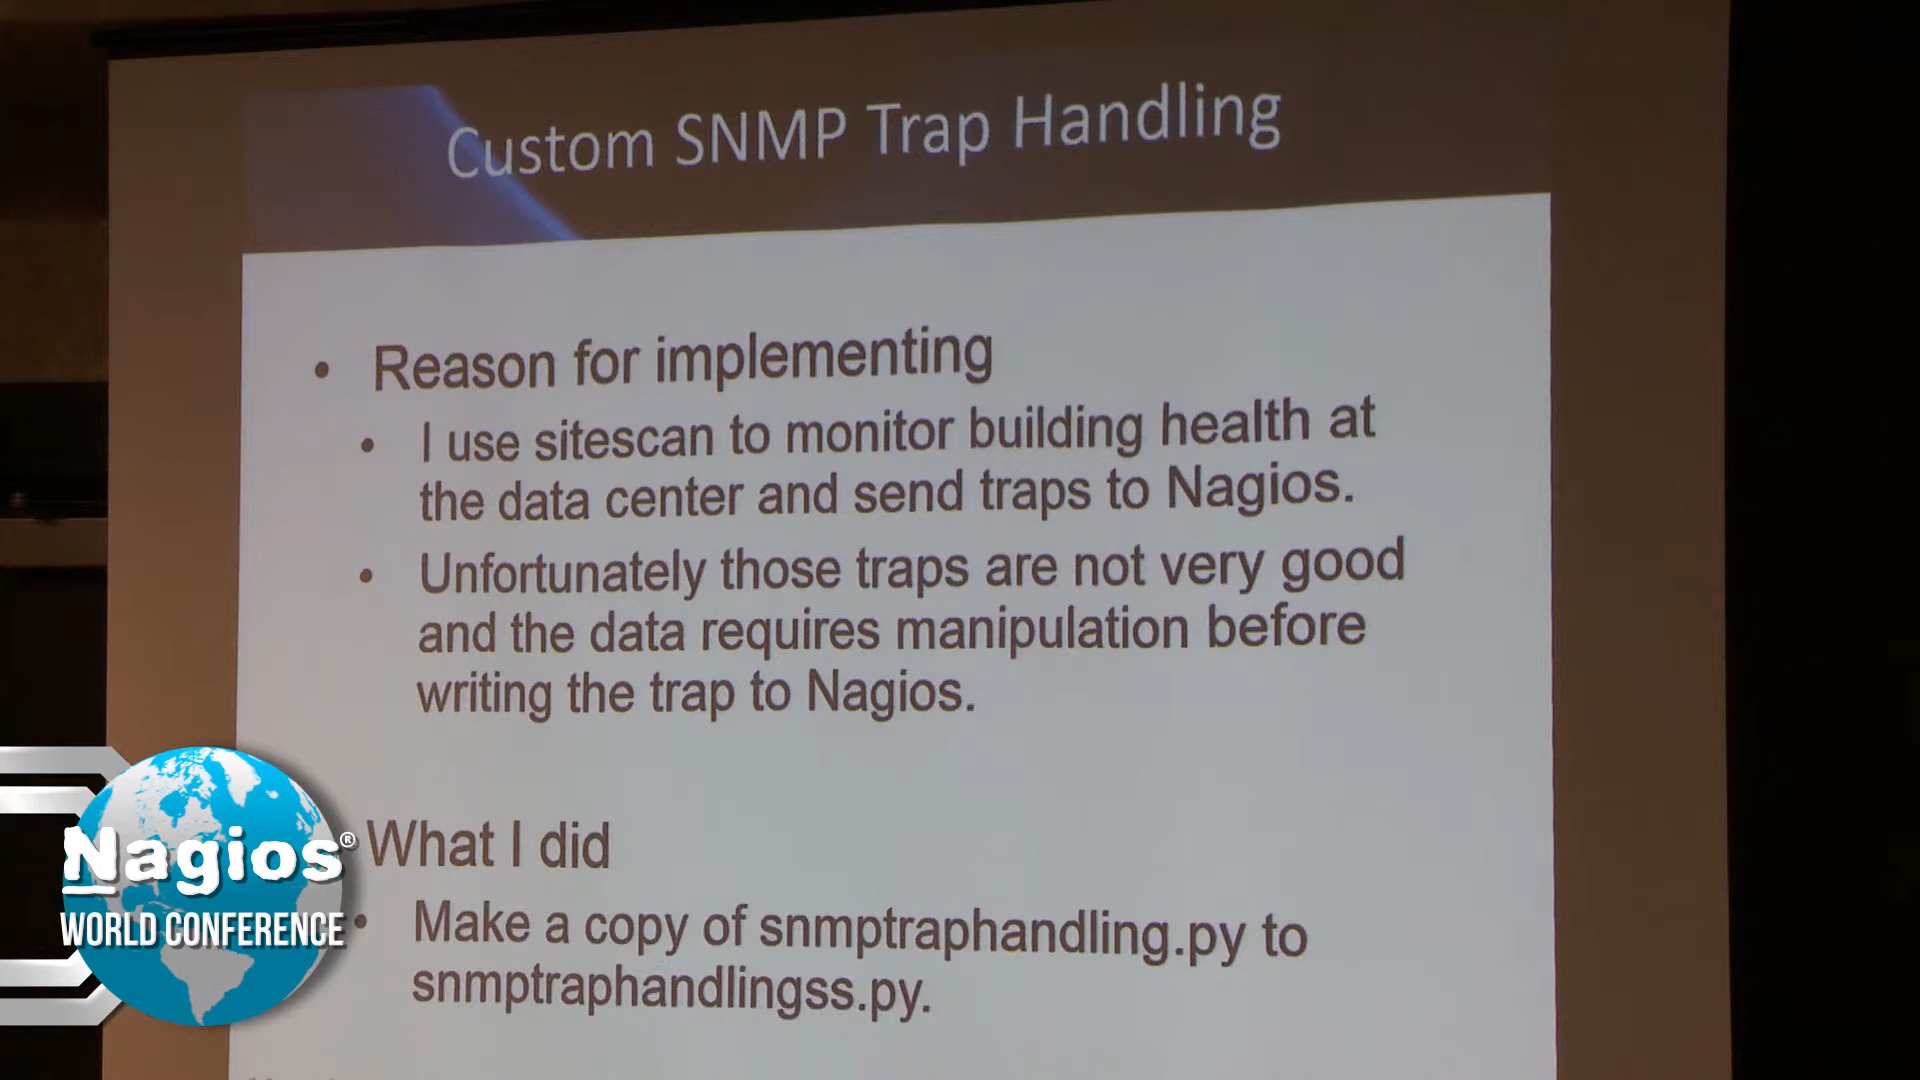 Custom SNMP Trap Handling
• Reason for implementing
• I use sitescan to monitor building health at
the data center and send traps to Nagios.
• Unfortunately those traps are not very good
and the data requires manipulation before
writing the trap to Nagios.
What I did
• Make a copy of snmptraphandling.py to
snmptraphandlingss.py.
Nagios®
WORLD CONFERENCE